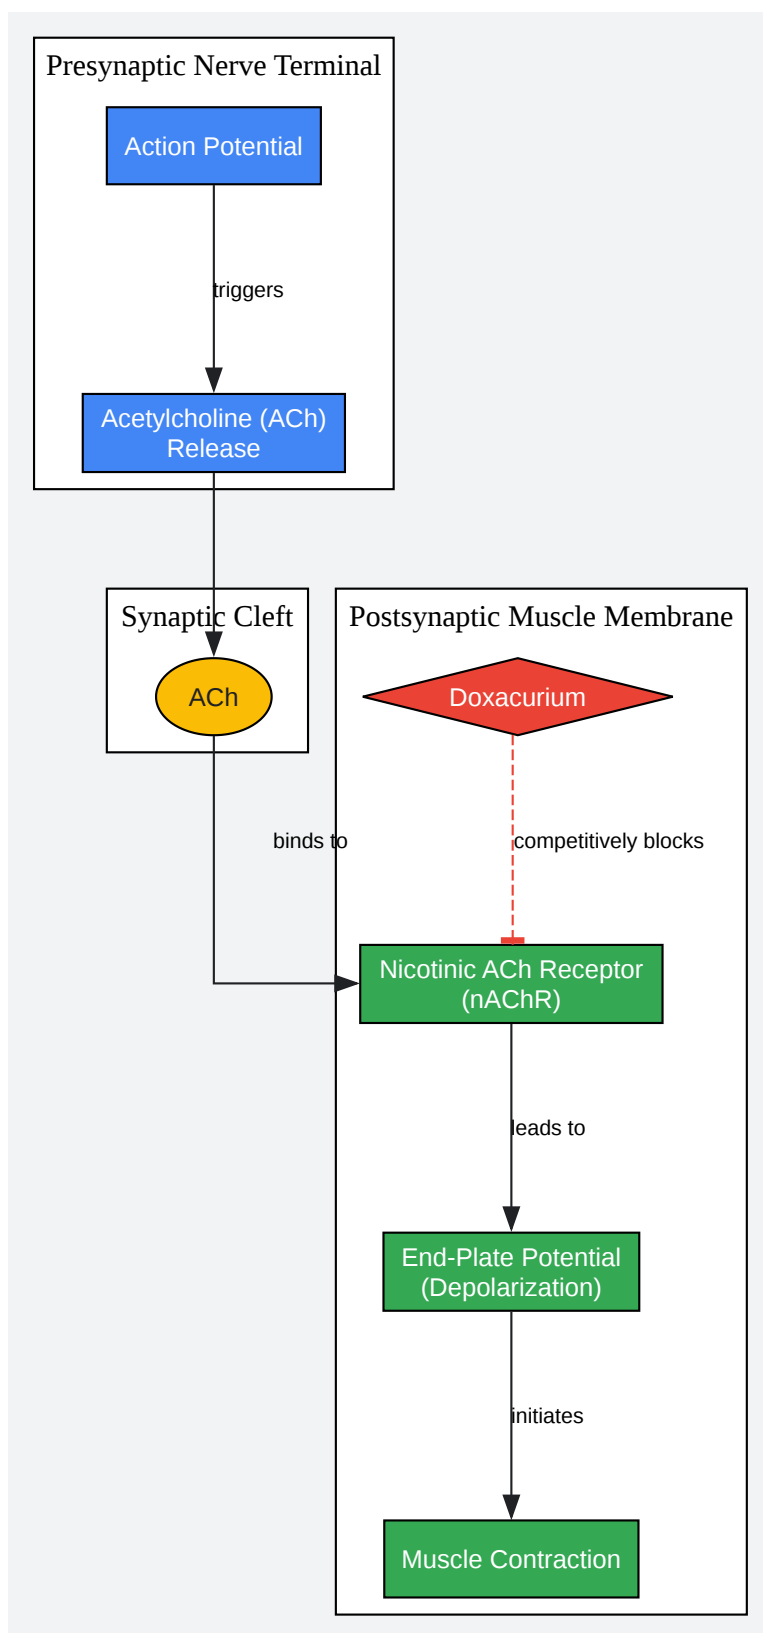 Presynaptic Nerve Terminal
Action Potential
triggers
Acetylcholine (ACh)
Release
Synaptic Cleft
ACh
binds to
Postsynaptic Muscle Membrane
Doxacurium
competitively blocks
Nicotinic ACh Receptor
(nAChR)
leads to
End-Plate Potential
(Depolarization)
initiates
Muscle Contraction